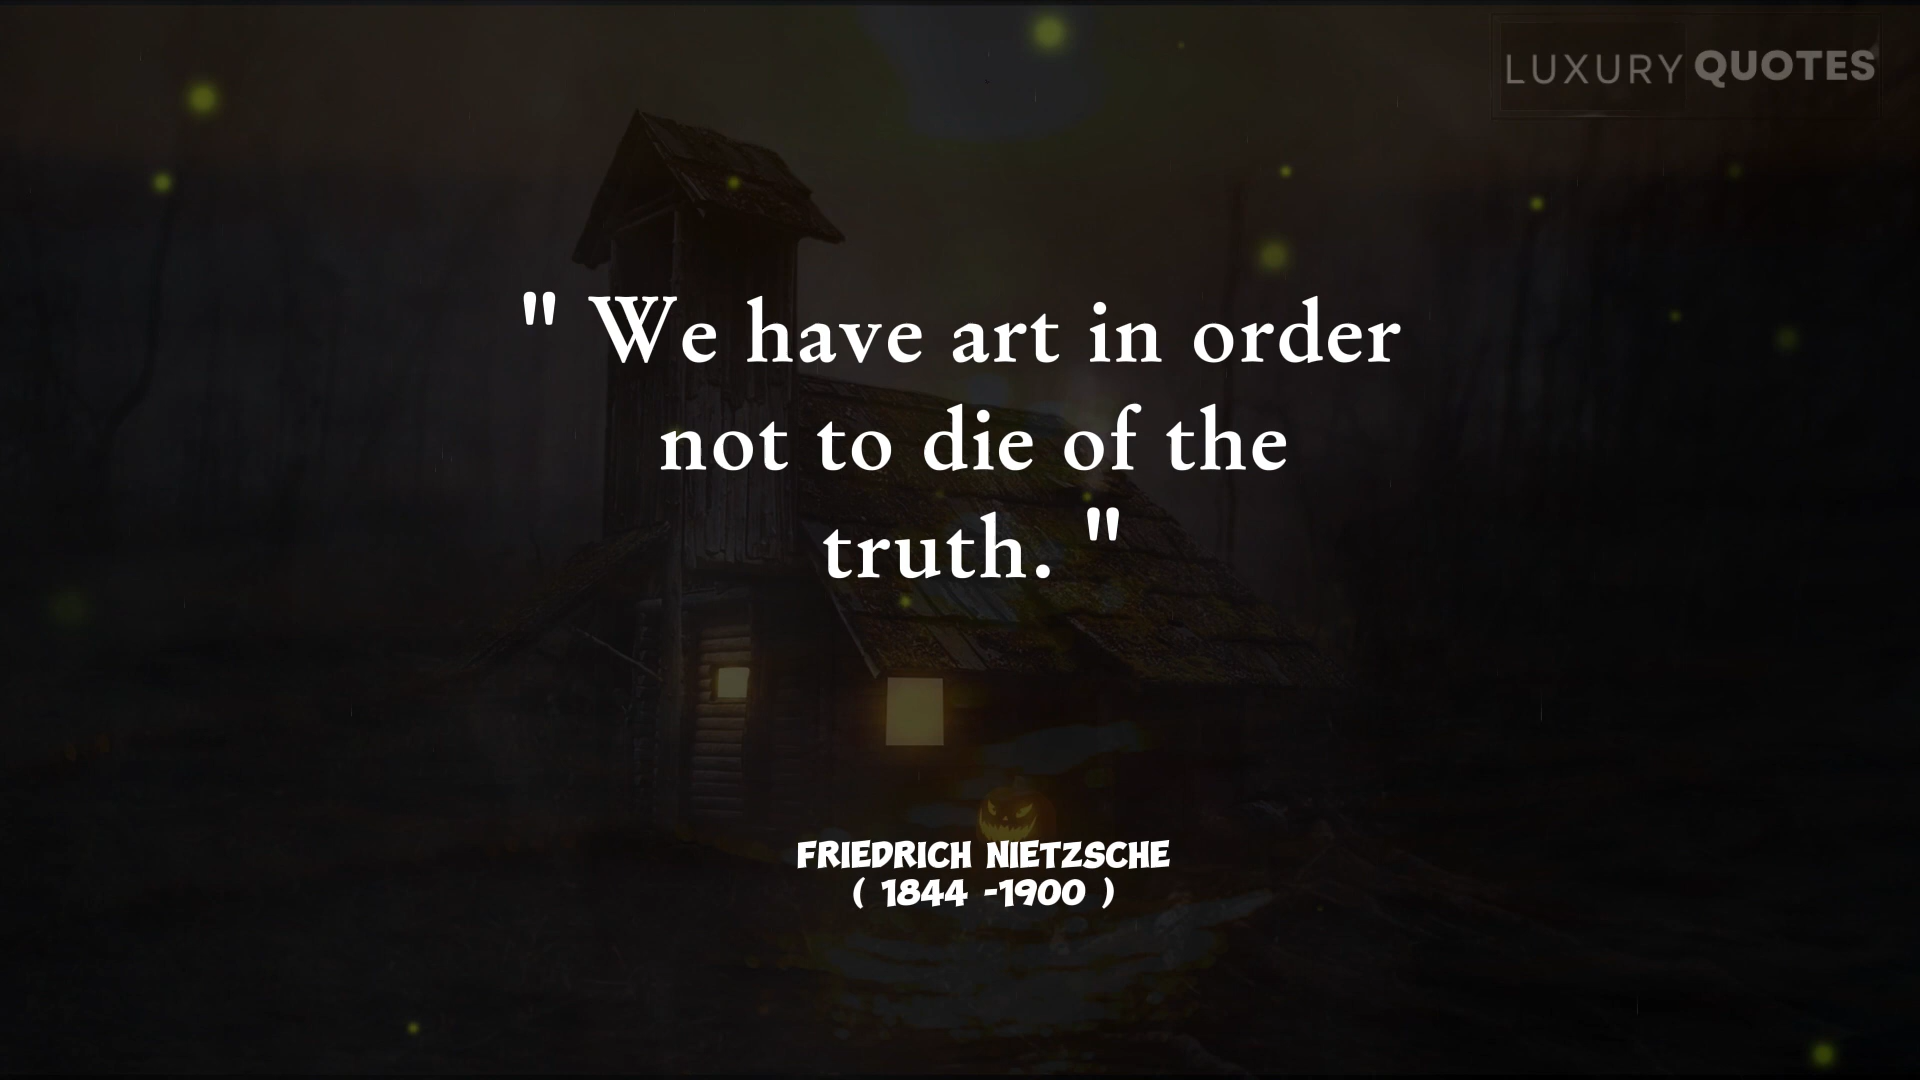 LUXURY QUOTES
" We have art in order
not to die of the
truth. "
FRIEDRICH NIETZSCHE
( 1844 -1900 )